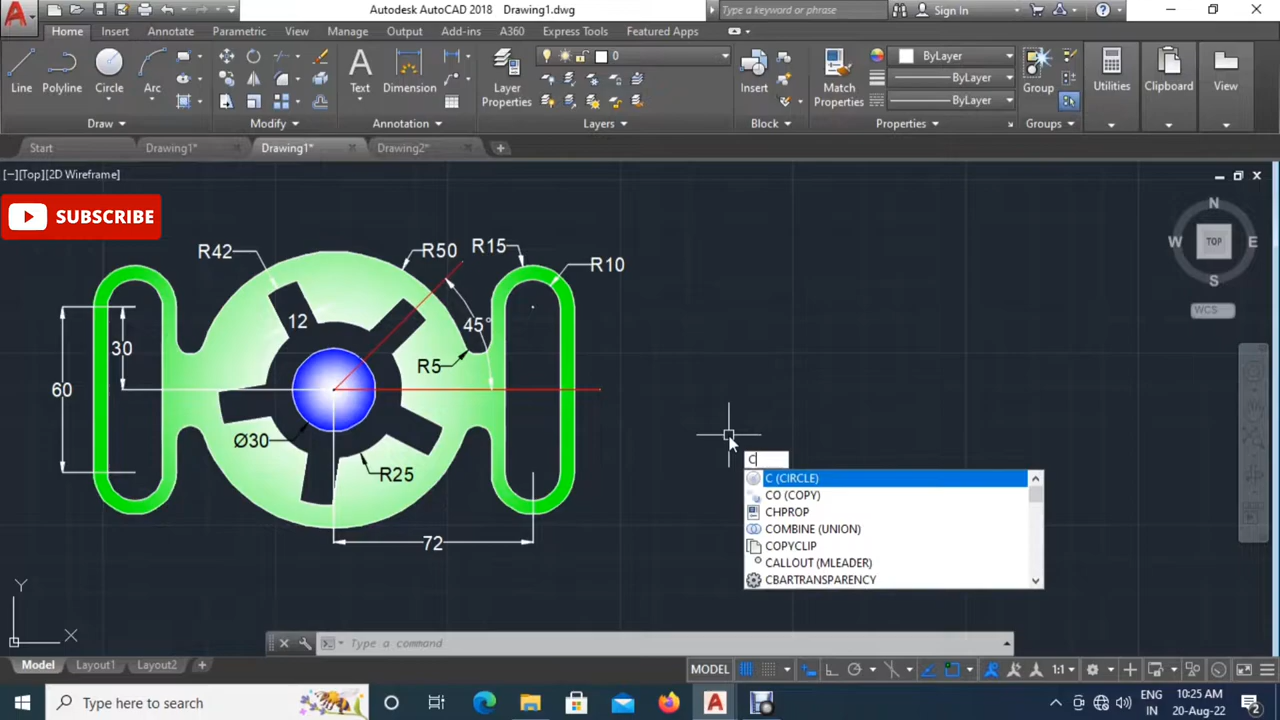 Autodesk AutoCAD 2018 Drawing1.dwg
Type a keyword or phrase
Sign In
Home Insert Annotate Parametric View Manage Output Add-ins A360 Express Tools Featured Apps
0
ByLayer
ByLayer
ByLayer
Line Polyline Circle Arc
Text Dimension
Layer
Properties
Insert
Match
Properties
Group
Utilities Clipboard View
Draw Modify Annotation Layers Block Properties Groups
Start Drawing1* Drawing1* Drawing2*
[−][Top][2D Wireframe]
SUBSCRIBE
N
W TOP E
S
WCS
R42
R50
R15
R10
12
45°
30
R5
60
Ø30
R25
72
C
C (CIRCLE)
CO (COPY)
CHPROP
COMBINE (UNION)
COPYCLIP
CALLOUT (MLEADER)
CBARTRANSPARENCY
Y
X
Type a command
Model Layout1 Layout2
MODEL
1:1
Type here to search
ENG
IN
10:25 AM
20-Aug-22
2